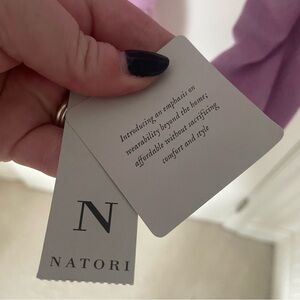 Introducing an emphasis on
wearability beyond the home;
affordable without sacrificing
comfort and style
N
NATORI